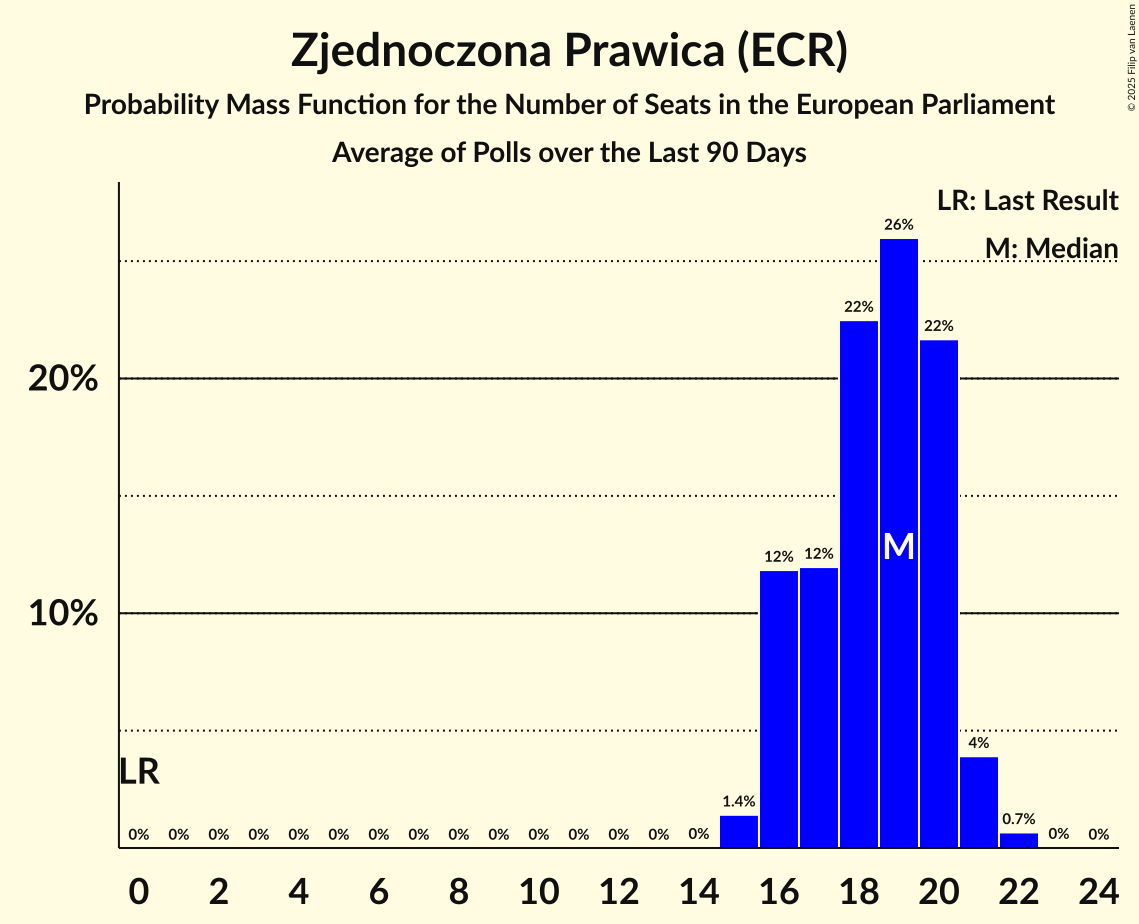 Zjednoczona Prawica (ECR)
Probability Mass Function for the Number of Seats in the European Parliament
Average of Polls over the Last 90 Days
© 2025 Filip van Laenen
LR: Last Result
M: Median
26%
22%
22%
20%
M
12%
12%
10%
4%
LR
1.4%
0.7%
0% 0% 0% 0% 0% 0% 0% 0% 0% 0% 0% 0% 0% 0% 0% 0% 0%
0 2 4 6 8 10 12 14 16 18 20 22 24